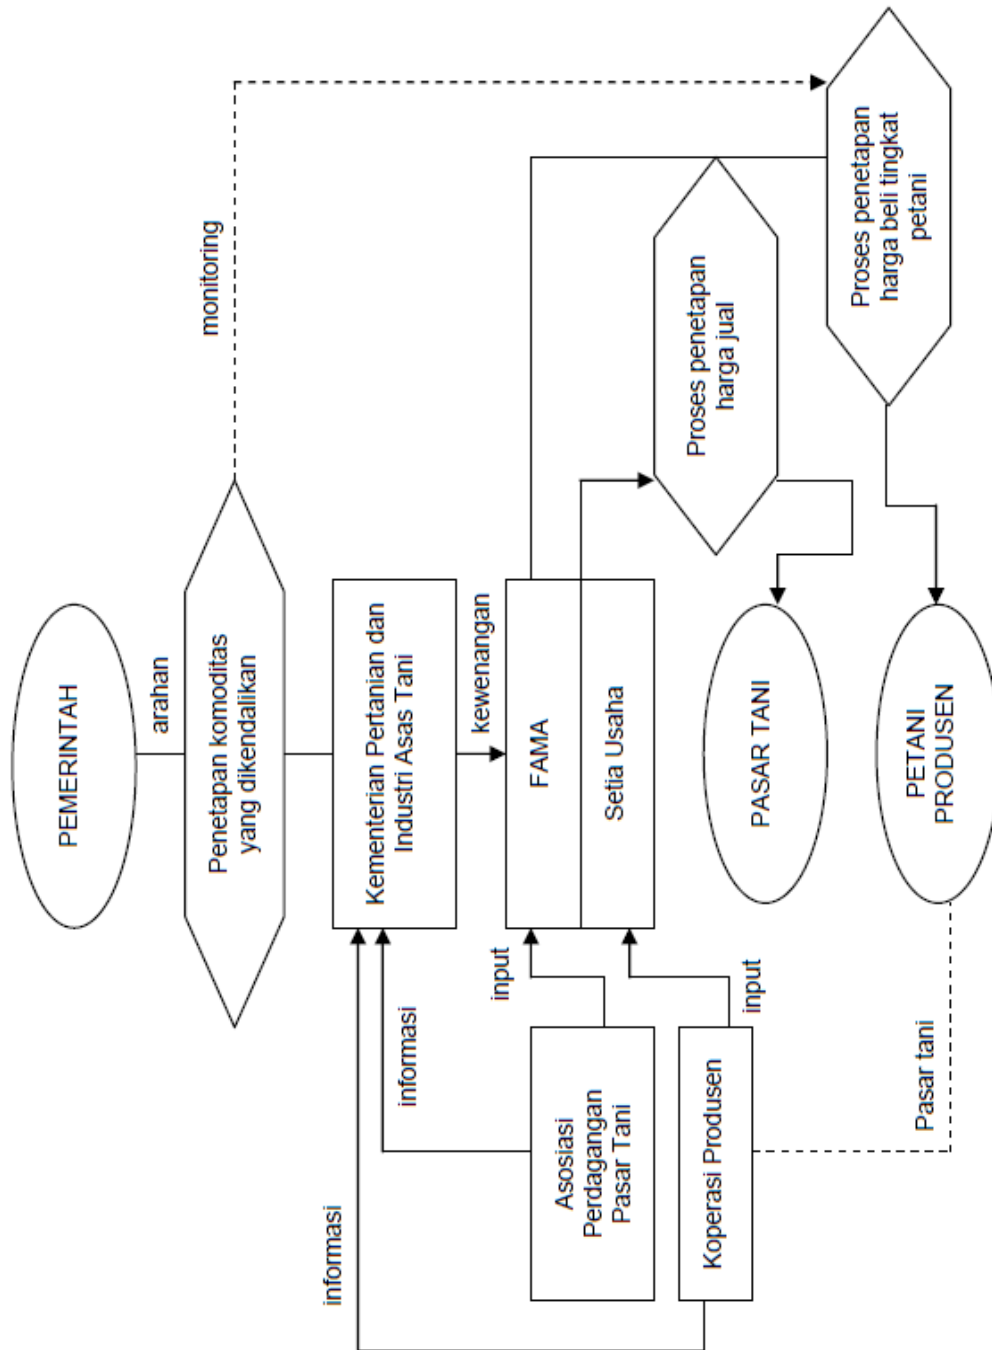 PEMERINTAH
arahan
Penetapan komoditas
yang dikendalikan
monitoring
Kementerian Pertanian dan
Industri Asas Tani
kewenangan
informasi
informasi
FAMA
Setia Usaha
input
input
Asosiasi
Perdagangan
Pasar Tani
Koperasi Produsen
Proses penetapan
harga jual
Proses penetapan
harga beli tingkat
petani
PASAR TANI
PETANI
PRODUSEN
Pasar tani